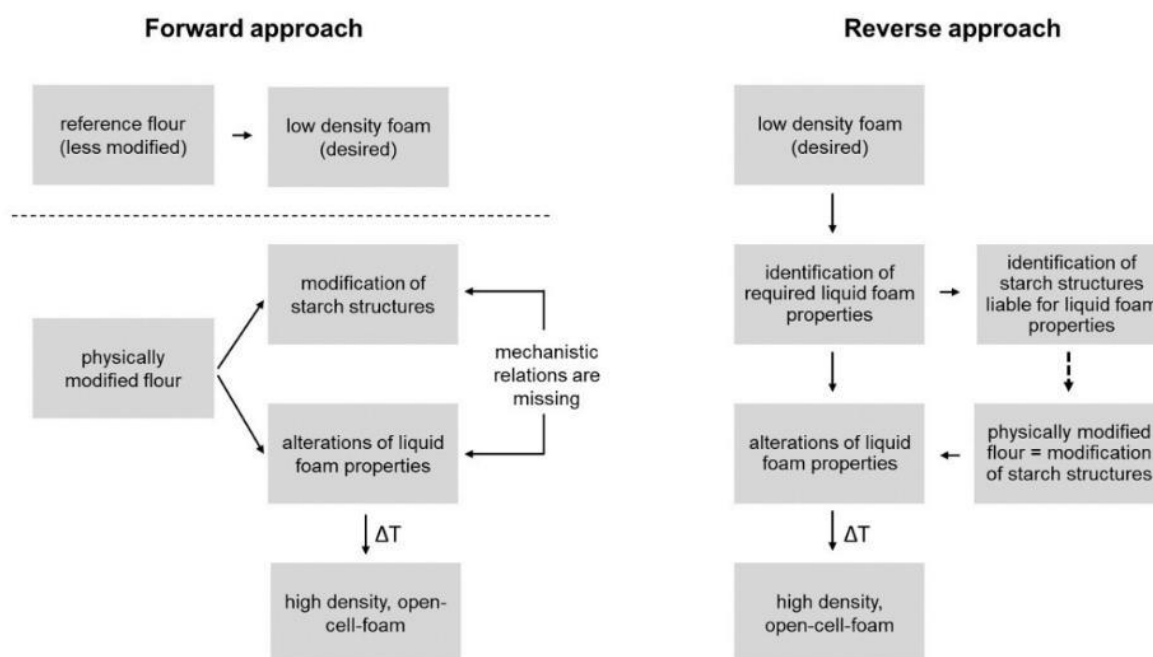 Forward approach
reference flour
(less modified)
low density foam
(desired)
modification of
starch structures
physically
modified flour
mechanistic
relations are
missing
alterations of liquid
foam properties
ΔT
high density, open-
cell-foam
Reverse approach
low density foam
(desired)
identification of
required liquid foam
properties
identification of
starch structures
liable for liquid foam
properties
alterations of liquid
foam properties
physically modified
flour = modification
of starch structures
ΔT
high density,
open-cell-foam